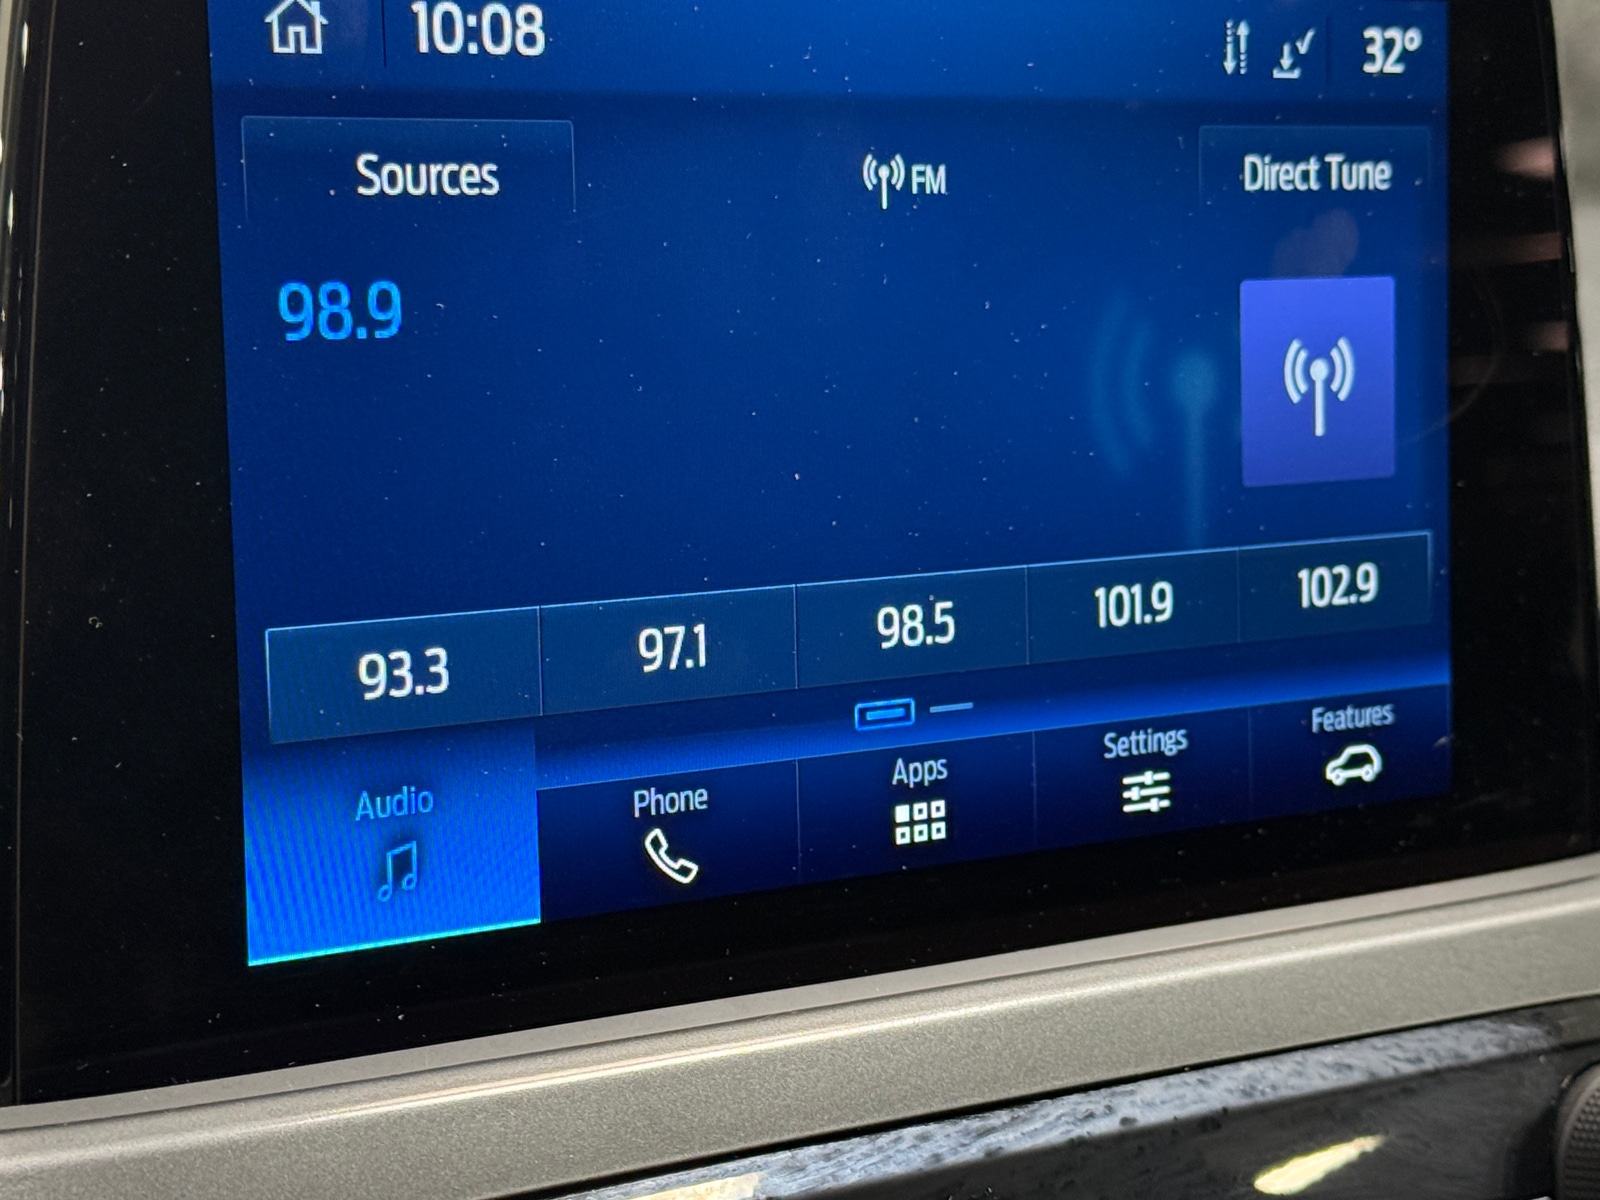 10:08 32°
Sources FM Direct Tune
98.9
93.3 97.1 98.5 101.9 102.9
Audio Phone Apps Settings Features